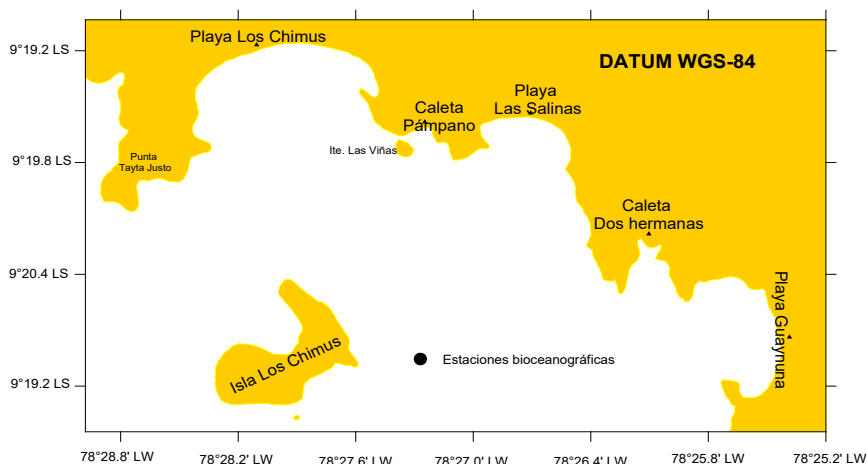 9°19.2 LS
Playa Los Chimus
DATUM WGS-84
Playa
Las Salinas
Caleta
Pámpano
Ite. Las Viñas
9°19.8 LS
Punta
Tayta Justo
Caleta
Dos hermanas
9°20.4 LS
Playa Guaynuna
Isla Los Chimus
Estaciones bioceanográficas
9°19.2 LS
78°28.8' LW
78°28.2' LW
78°27.6' LW
78°27.0' LW
78°26.4' LW
78°25.8' LW
78°25.2' LW